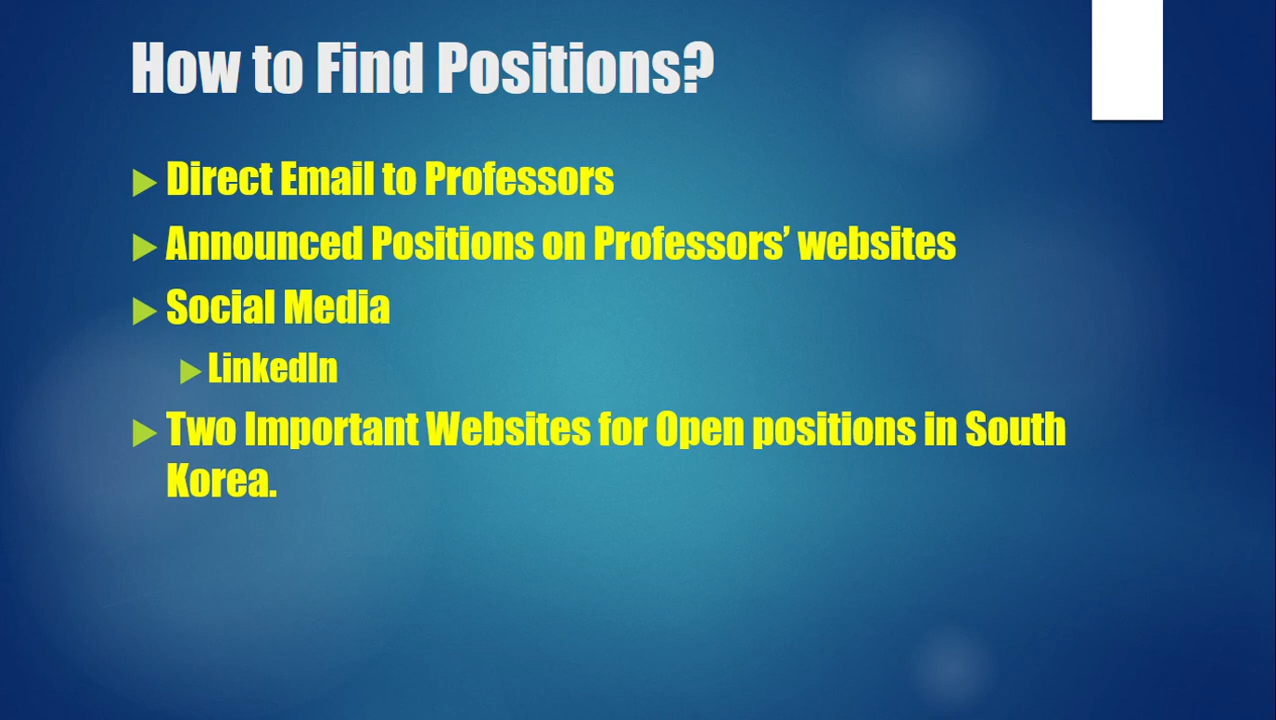 How to Find Positions?
Direct Email to Professors
Announced Positions on Professors’ websites
Social Media
LinkedIn
Two Important Websites for Open positions in South
Korea.